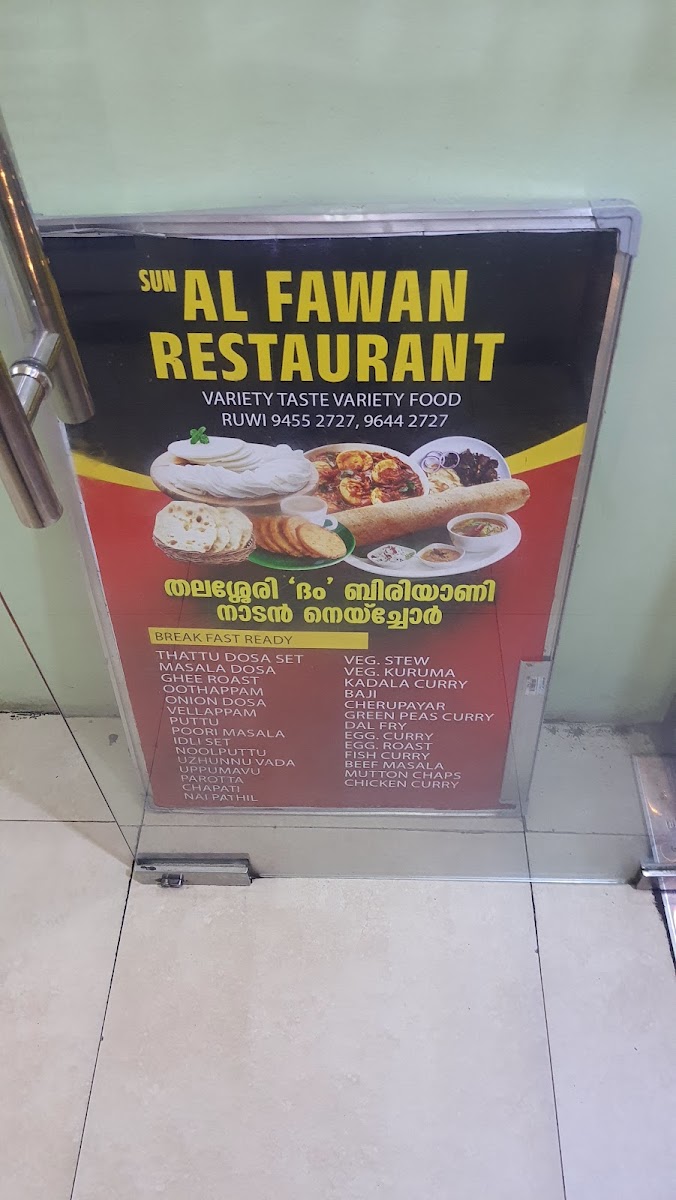 SUN AL FAWAN
RESTAURANT
VARIETY TASTE VARIETY FOOD
RUWI 9455 2727, 9644 2727
തലശ്ശേരി 'ദം' ബിരിയാണി
നാടൻ നെയ്ച്ചോർ
BREAK FAST READY
THATTU DOSA SET
MASALA DOSA
GHEE ROAST
OOTHAPPAM
ONION DOSA
VELLAPPAM
PUTTU
POORI MASALA
IDLI SET
NOOLPUTTU
UZHUNNU VADA
UPPUMAVU
PAROTTA
CHAPATI
NAI PATHIL
VEG. STEW
VEG. KURUMA
KADALA CURRY
BAJI
CHERUPAYAR
GREEN PEAS CURRY
DAL FRY
EGG. CURRY
EGG. ROAST
FISH CURRY
BEEF MASALA
MUTTON CHAPS
CHICKEN CURRY